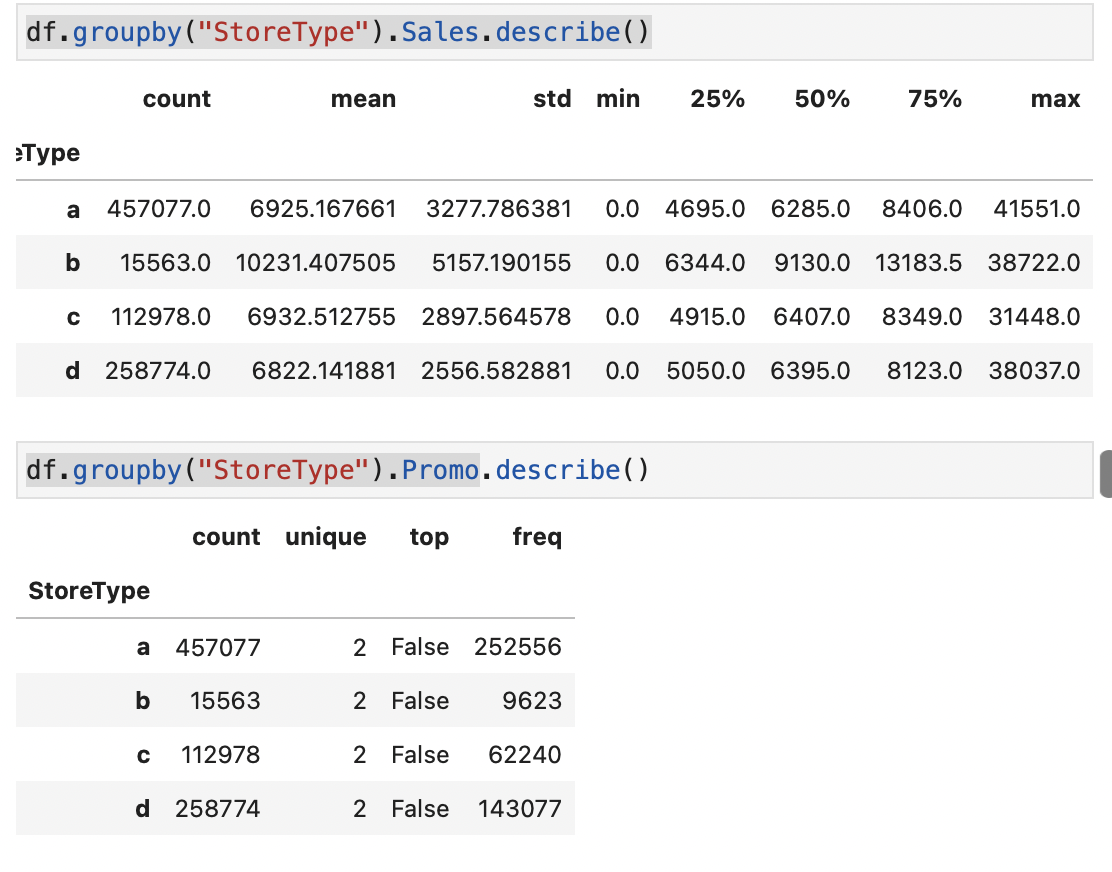 df.groupby("StoreType").Sales.describe()
count mean std min 25% 50% 75% max
eType
a 457077.0 6925.167661 3277.786381 0.0 4695.0 6285.0 8406.0 41551.0
b 15563.0 10231.407505 5157.190155 0.0 6344.0 9130.0 13183.5 38722.0
c 112978.0 6932.512755 2897.564578 0.0 4915.0 6407.0 8349.0 31448.0
d 258774.0 6822.141881 2556.582881 0.0 5050.0 6395.0 8123.0 38037.0
df.groupby("StoreType").Promo.describe()
count unique top freq
StoreType
a 457077 2 False 252556
b 15563 2 False 9623
c 112978 2 False 62240
d 258774 2 False 143077